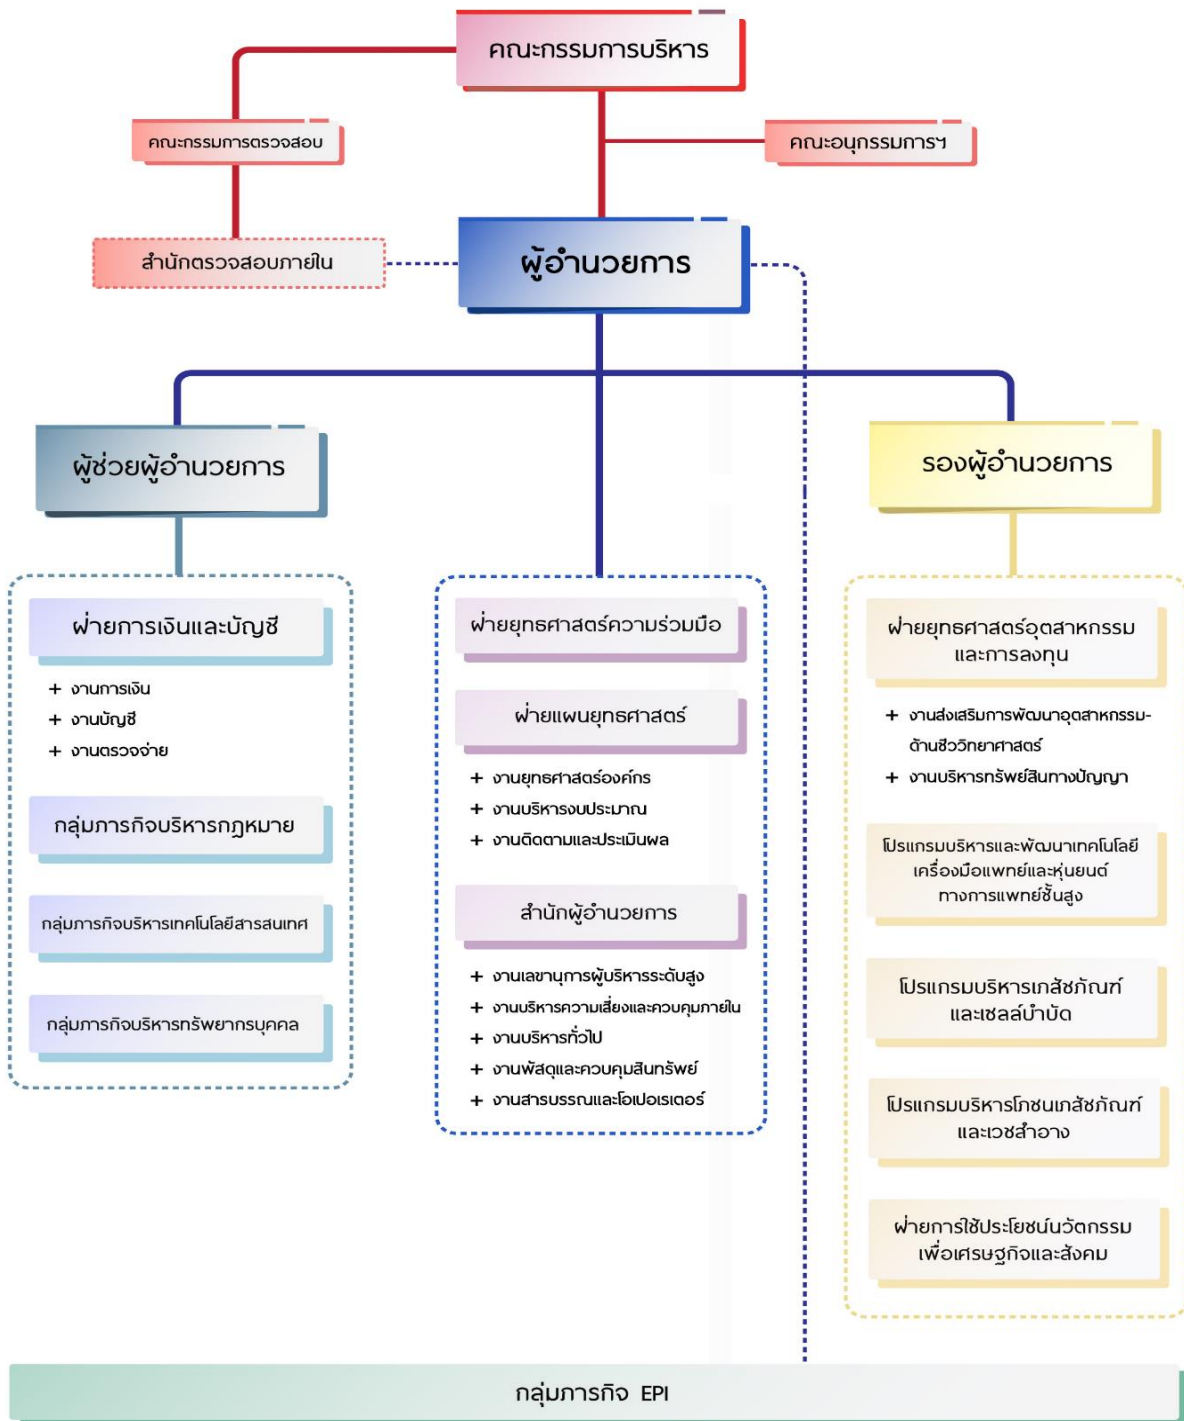 คณะกรรมการบริหาร
คณะกรรมการตรวจสอบ
คณะอนุกรรมการฯ
สำนักตรวจสอบภายใน
ผู้อำนวยการ
ผู้ช่วยผู้อำนวยการ
รองผู้อำนวยการ
ฝ่ายการเงินและบัญชี
+ งานการเงิน
+ งานบัญชี
+ งานตรวจจ่าย
กลุ่มภารกิจบริหารกฎหมาย
กลุ่มภารกิจบริหารเทคโนโลยีสารสนเทศ
กลุ่มภารกิจบริหารทรัพยากรบุคคล
ฝ่ายยุทธศาสตร์ความร่วมมือ
ฝ่ายแผนยุทธศาสตร์
+ งานยุทธศาสตร์องค์กร
+ งานบริหารงบประมาณ
+ งานติดตามและประเมินผล
สำนักผู้อำนวยการ
+ งานเลขานุการผู้บริหารระดับสูง
+ งานบริหารความเสี่ยงและควบคุมภายใน
+ งานบริหารทั่วไป
+ งานพัสดุและควบคุมสินทรัพย์
+ งานสารบรรณและโอเปอเรเตอร์
ฝ่ายยุทธศาสตร์อุตสาหกรรม
และการลงทุน
+ งานส่งเสริมการพัฒนาอุตสาหกรรม-
ด้านชีววิทยาศาสตร์
+ งานบริหารทรัพย์สินทางปัญญา
โปรแกรมบริหารและพัฒนาเทคโนโลยี
เครื่องมือแพทย์และหุ่นยนต์
ทางการแพทย์ชั้นสูง
โปรแกรมบริหารเภสัชภัณฑ์
และเซลล์บำบัด
โปรแกรมบริหารโภชนเภสัชภัณฑ์
และเวชสำอาง
ฝ่ายการใช้ประโยชน์นวัตกรรม
เพื่อเศรษฐกิจและสังคม
กลุ่มภารกิจ EPI